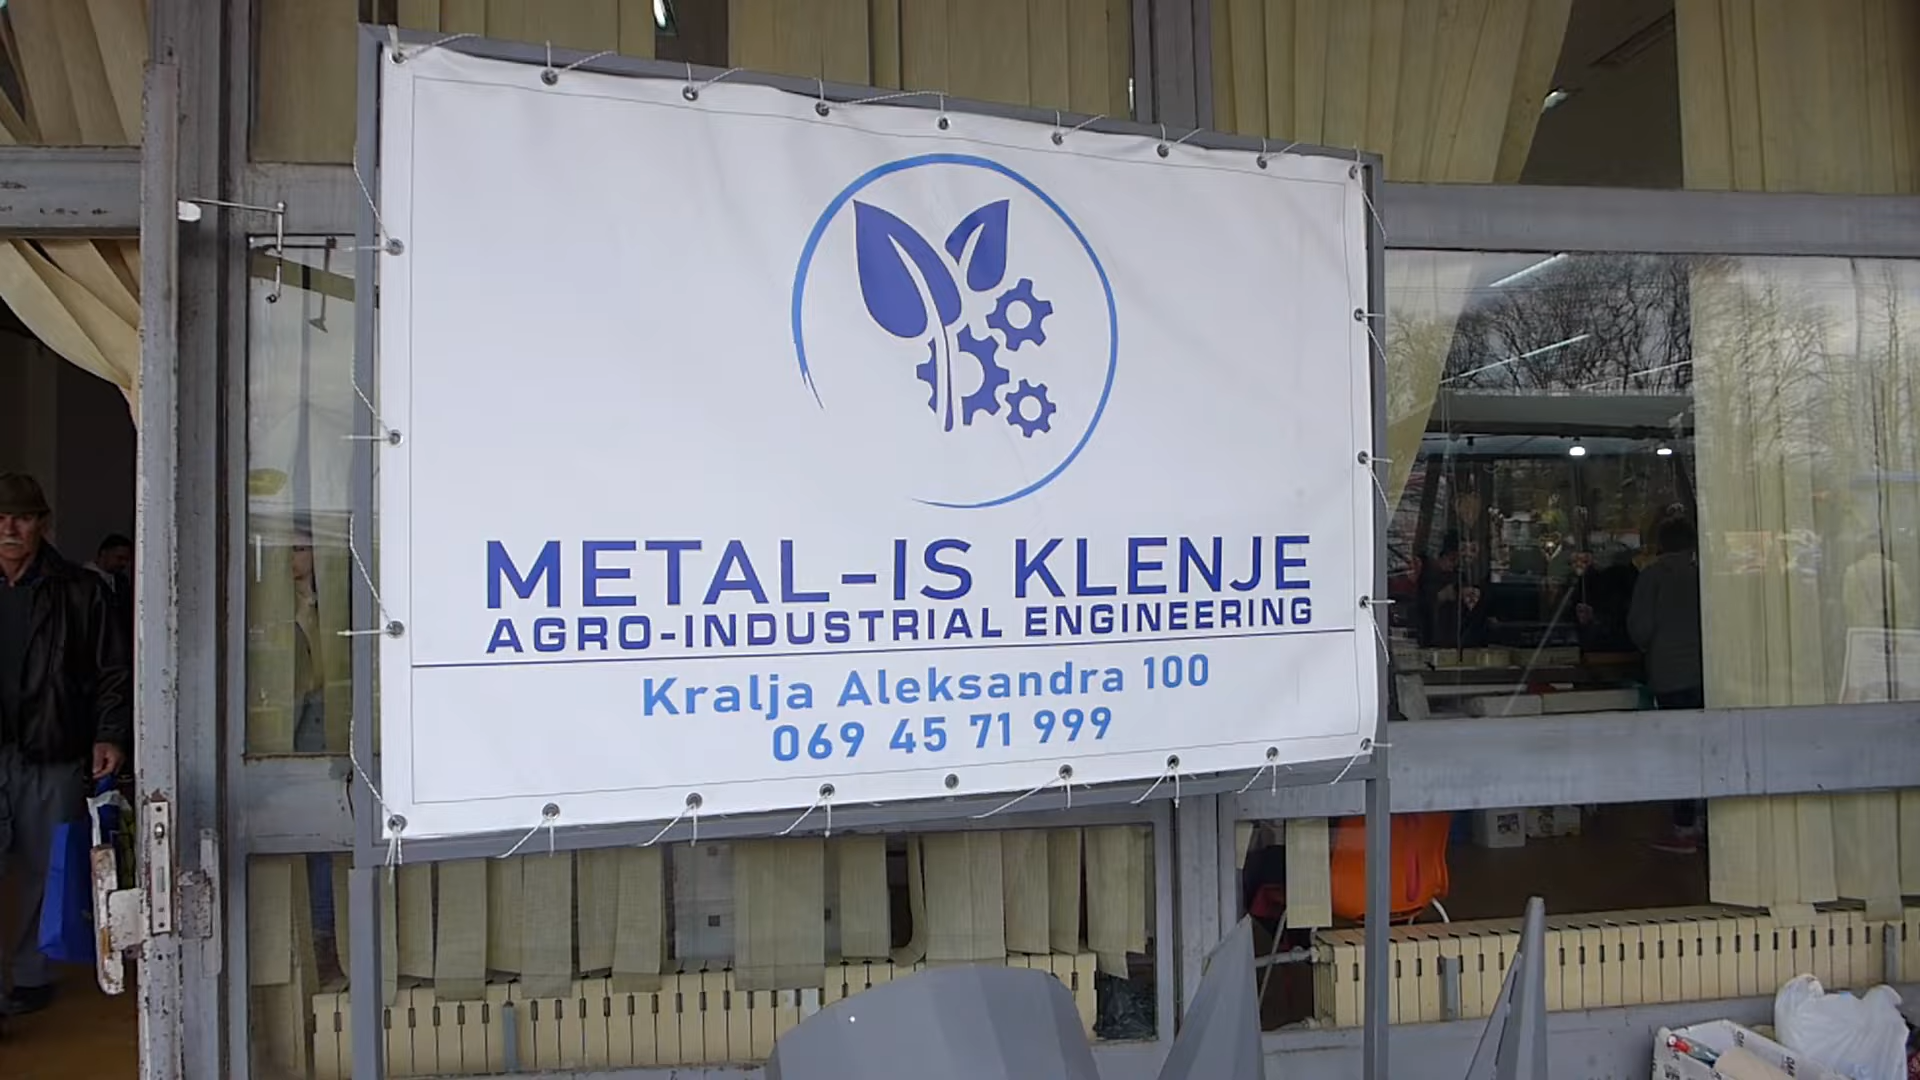 METAL-IS KLENJE
AGRO-INDUSTRIAL ENGINEERING
Kralja Aleksandra 100
069 45 71 999